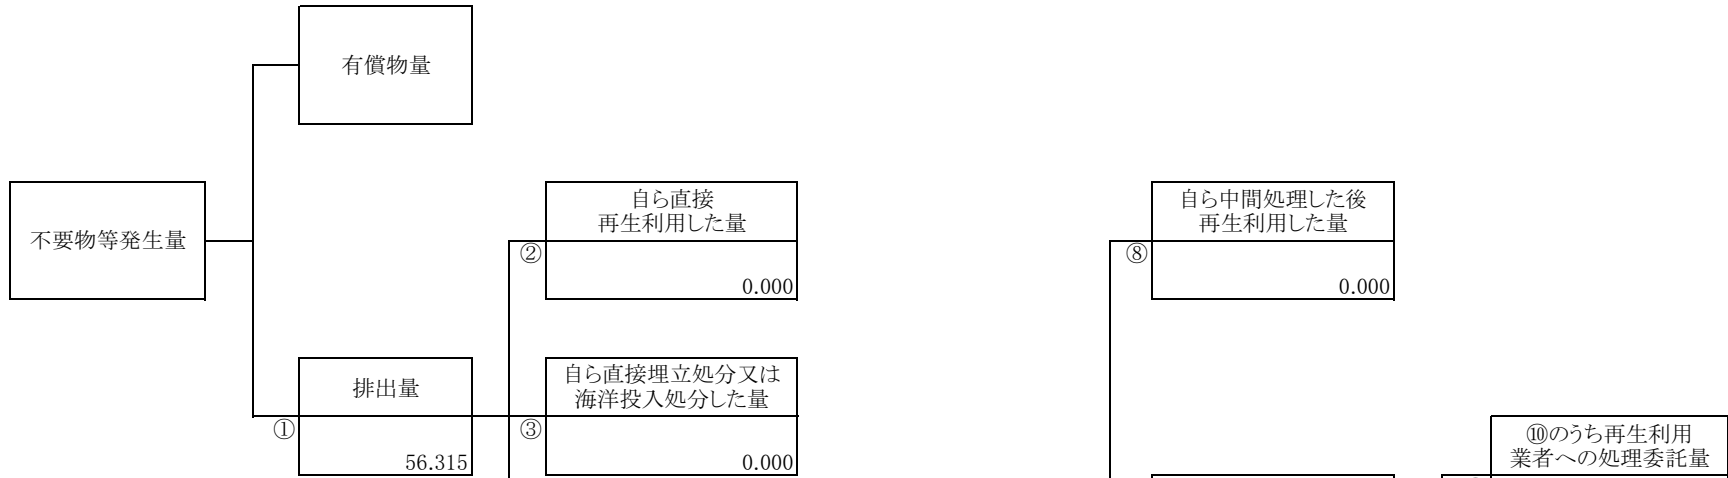 有償物量
不要物等発生量
自ら直接
再生利用した量
②
0.000
自ら中間処理した後
再生利用した量
⑧
0.000
排出量
①
56.315
自ら直接埋立処分又は
海洋投入処分した量
③
0.000
⑩のうち再生利用
業者への処理委託量